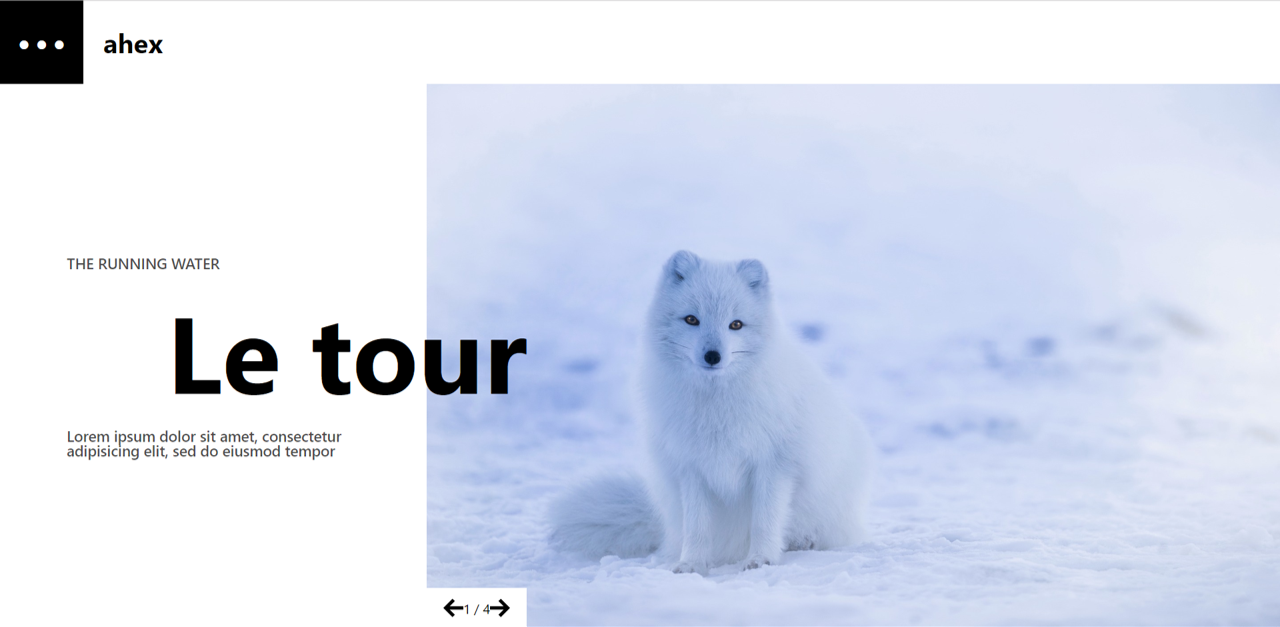 ahex
THE RUNNING WATER
Le tour
Lorem ipsum dolor sit amet, consectetur
adipisicing elit, sed do eiusmod tempor
1 / 4